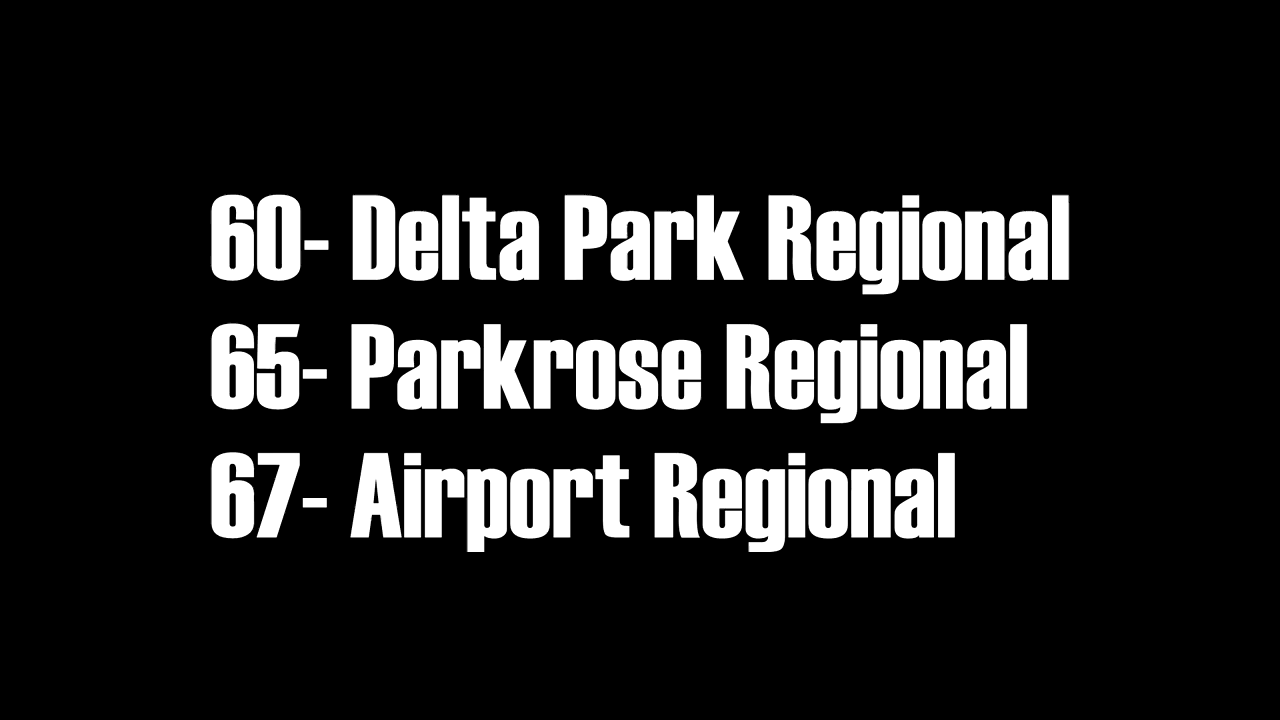 60- Delta Park Regional
65- Parkrose Regional
67- Airport Regional